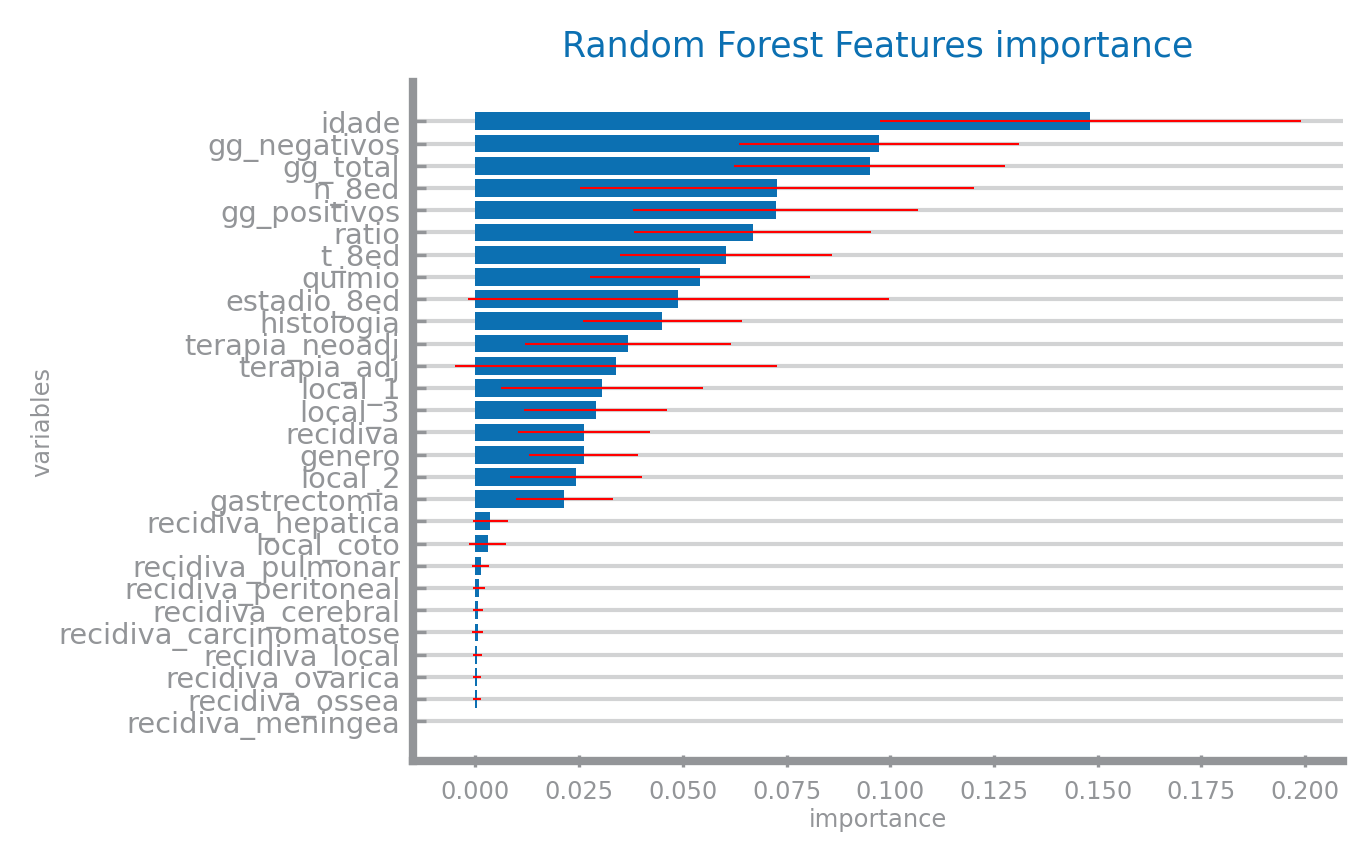 Random Forest Features importance
idade
gg_negativos
gg_total
n_8ed
gg_positivos
ratio
t_8ed
quimio
estadio_8ed
histologia
terapia_neoadj
terapia_adj
local_1
local_3
recidiva
genero
local_2
gastrectomia
recidiva_hepatica
local_coto
recidiva_pulmonar
recidiva_peritoneal
recidiva_cerebral
recidiva_carcinomatose
recidiva_local
recidiva_ovarica
recidiva_ossea
recidiva_meningea
variables
0.000 0.025 0.050 0.075 0.100 0.125 0.150 0.175 0.200
importance